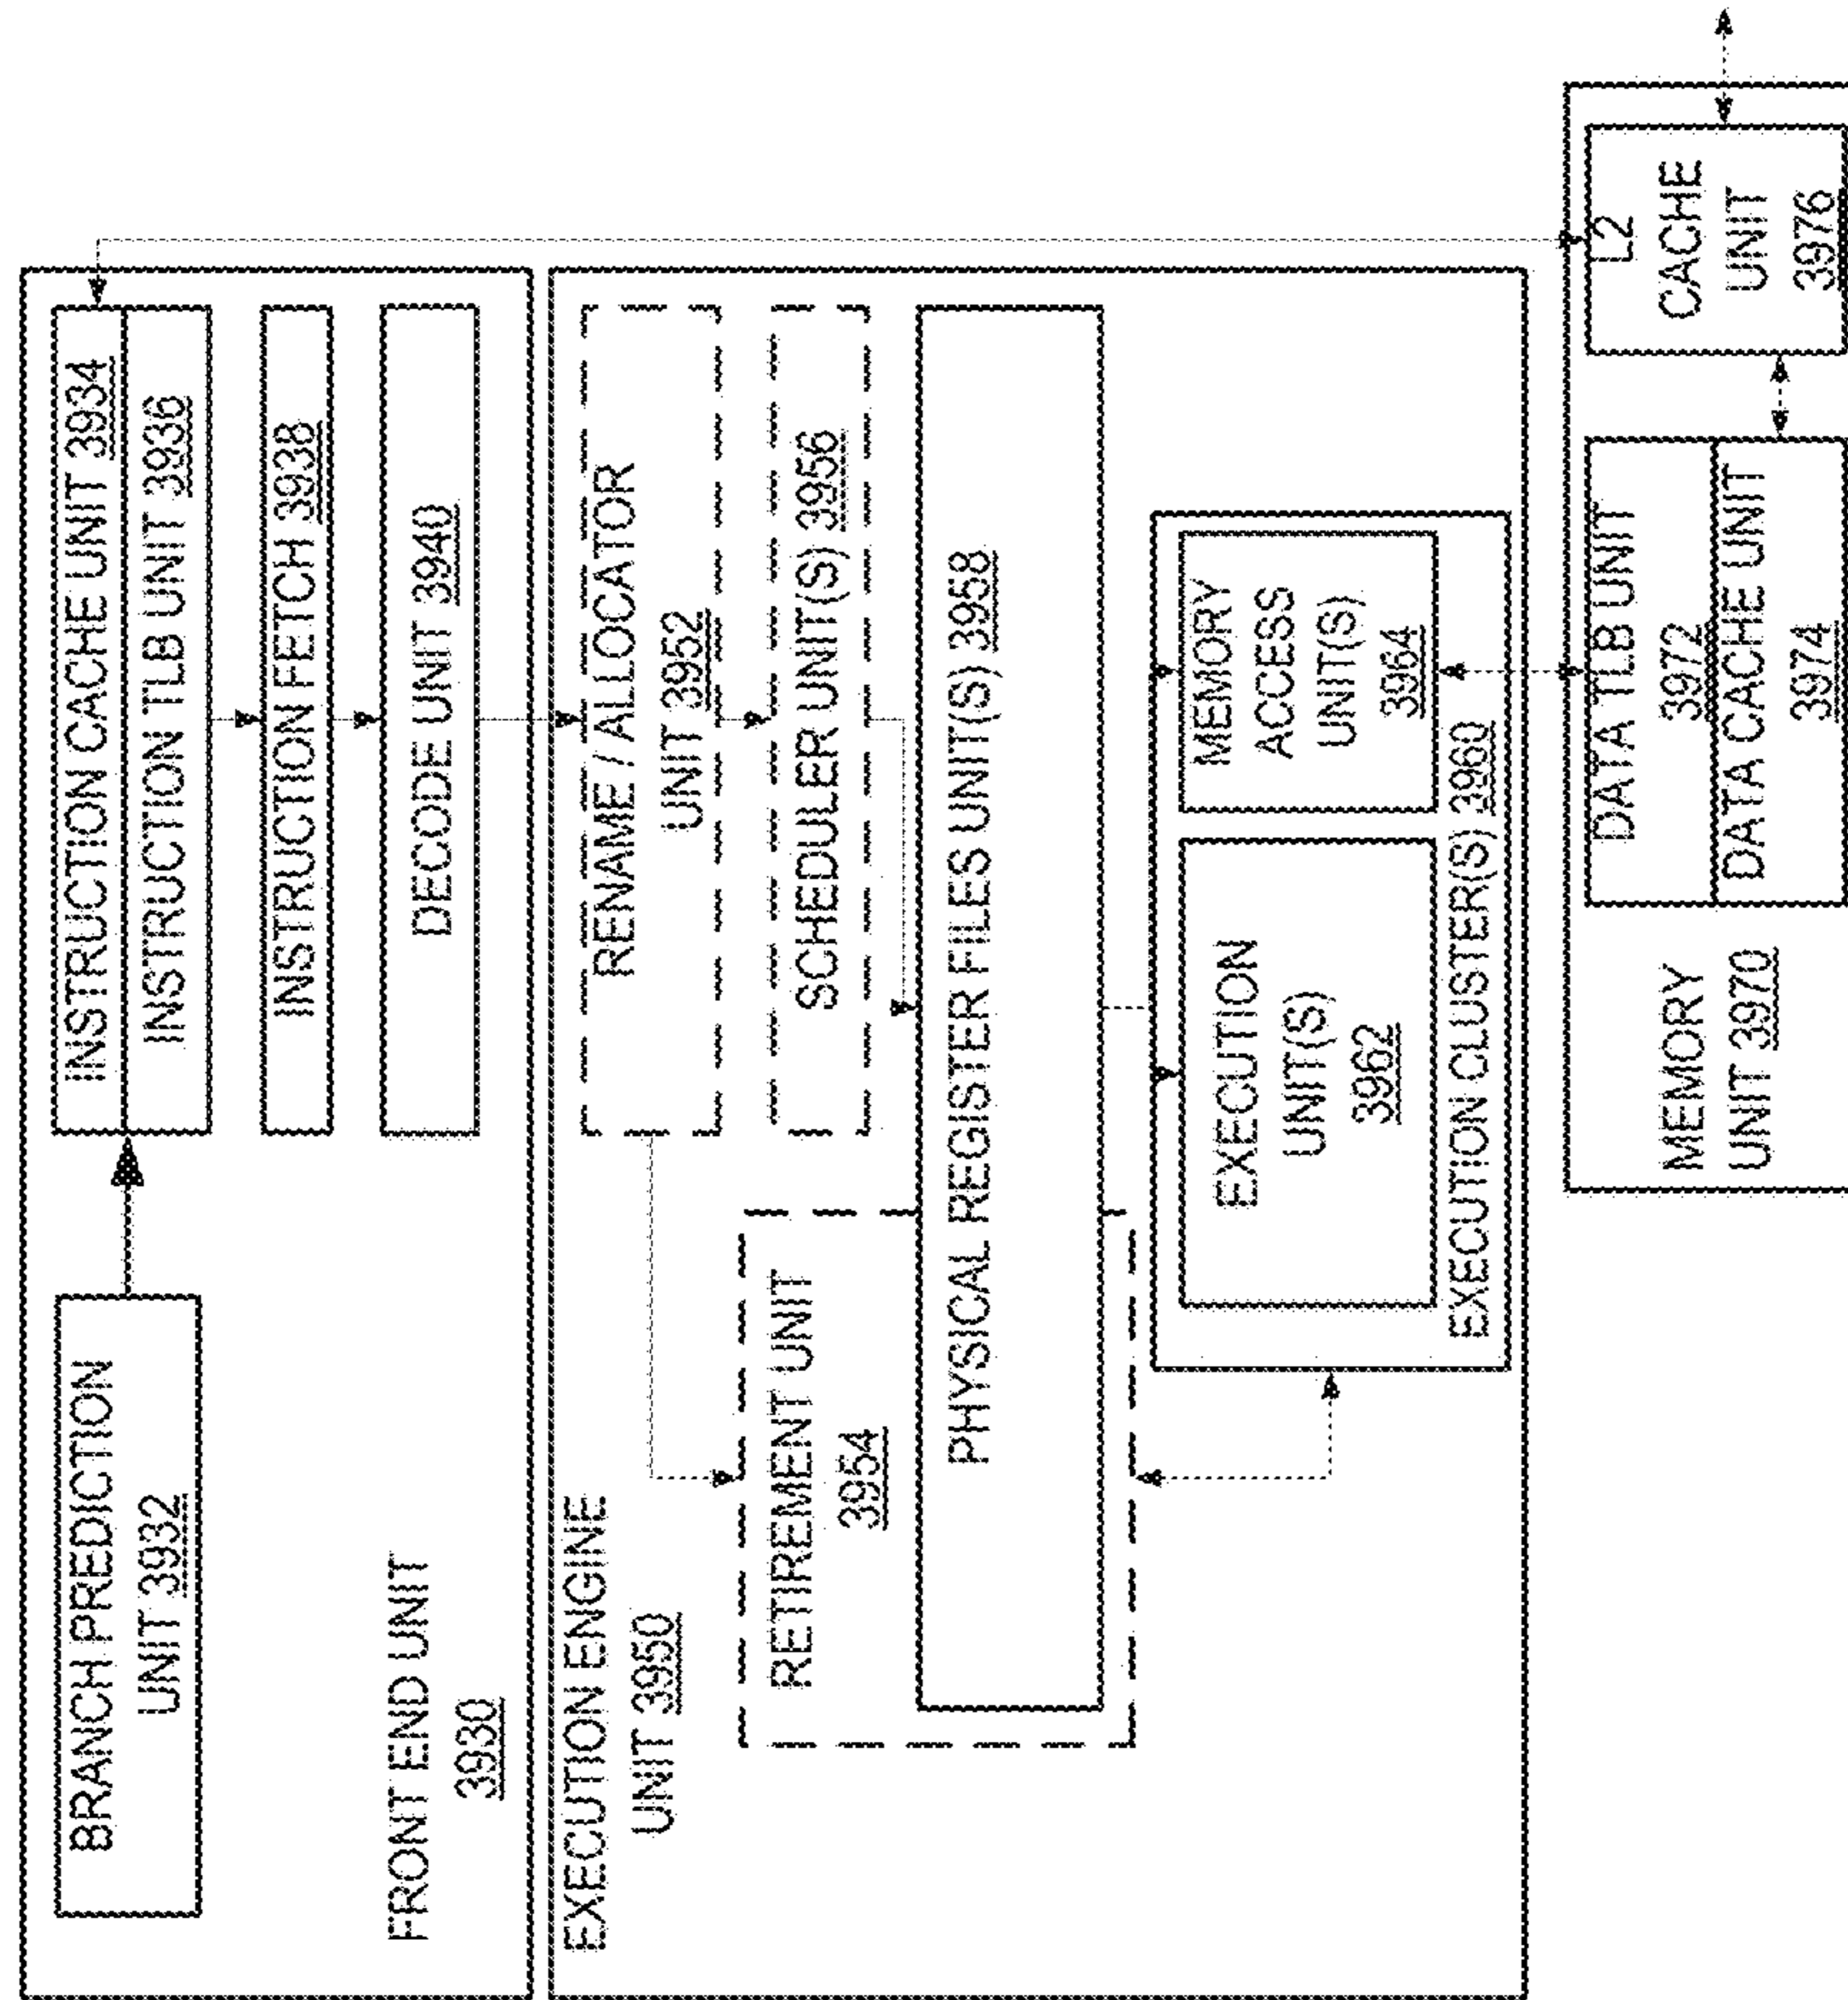 BRANCH PREDICTION
UNIT 3932
INSTRUCTION CACHE UNIT 3934
INSTRUCTION TLB UNIT 3936
INSTRUCTION FETCH 3938
DECODE UNIT 3940
FRONT END UNIT
3930
EXECUTION ENGINE
UNIT 3950
RENAME / ALLOCATOR
UNIT 3952
RETIREMENT UNIT
3954
SCHEDULER UNIT(S) 3956
PHYSICAL REGISTER FILES UNIT(S) 3958
EXECUTION
UNIT(S)
3962
MEMORY
ACCESS
UNIT(S)
3964
EXECUTION CLUSTER(S) 3960
MEMORY
UNIT 3970
DATA TLB UNIT
3972
DATA CACHE UNIT
3974
L2
CACHE
UNIT
3976